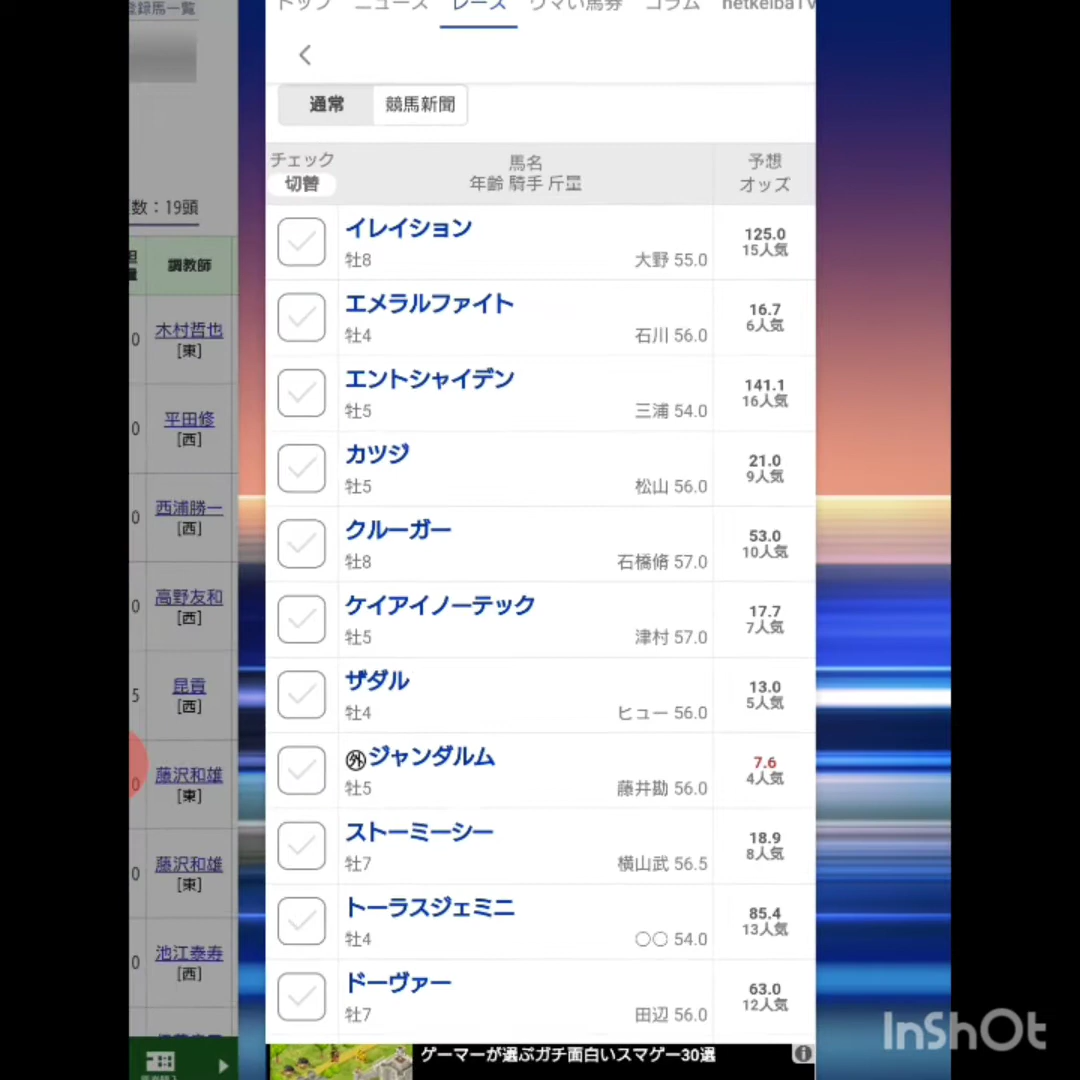 登録馬一覧
数：19頭
調教師
木村哲也
[東]
平田修
[西]
西浦勝一
[西]
高野友和
[西]
昆貢
[西]
藤沢和雄
[東]
藤沢和雄
[東]
池江泰寿
[西]
トップ ニュース レース ウマい馬券 コラム netkeibaTV
通常 競馬新聞
チェック
切替
馬名
年齢 騎手 斤量
予想
オッズ
イレイション
牡8 大野 55.0
125.0
15人気
エメラルファイト
牡4 石川 56.0
16.7
6人気
エントシャイデン
牡5 三浦 54.0
141.1
16人気
カツジ
牡5 松山 56.0
21.0
9人気
クルーガー
牡8 石橋脩 57.0
53.0
10人気
ケイアイノーテック
牡5 津村 57.0
17.7
7人気
ザダル
牡4 ヒュー 56.0
13.0
5人気
外 ジャンダルム
牡5 藤井勘 56.0
7.6
4人気
ストーミーシー
牡7 横山武 56.5
18.9
8人気
トーラスジェミニ
牡4 〇〇 54.0
85.4
13人気
ドーヴァー
牡7 田辺 56.0
63.0
12人気
ゲーマーが選ぶガチ面白いスマゲー30選
InShOt